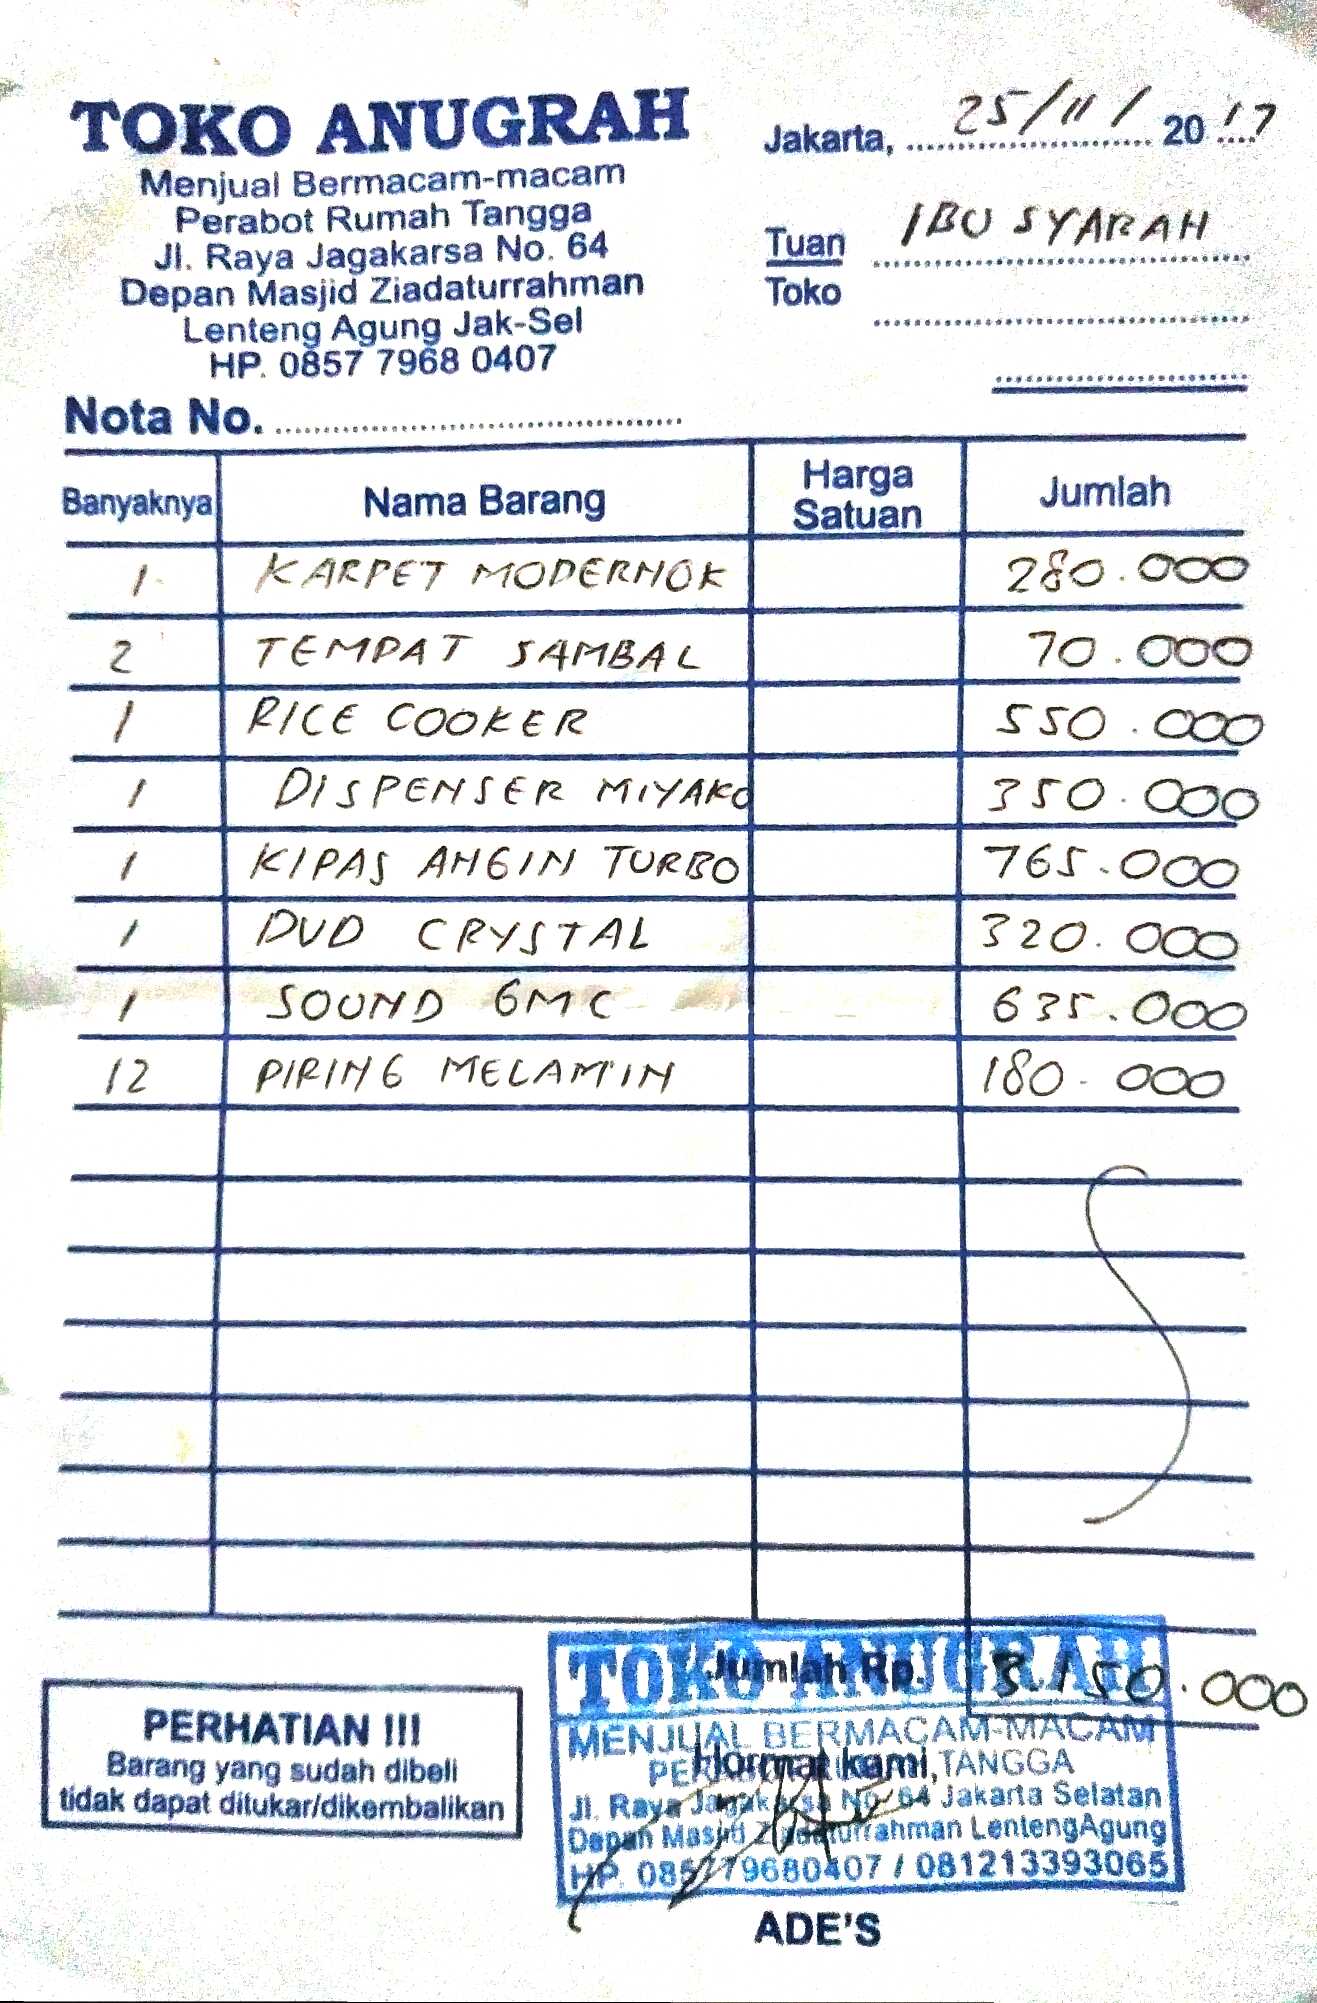 TOKO ANUGRAH
Menjual Bermacam-macam
Perabot Rumah Tangga
Jl. Raya Jagakarsa No. 64
Depan Masjid Ziadaturrahman
Lenteng Agung Jak-Sel
HP. 0857 7968 0407
Jakarta, 25/11/ 2017
Tuan IBU SYARAH
Toko
Nota No.
Banyaknya Nama Barang Harga Satuan Jumlah
1 KARPET MODERNOK 280.000
2 TEMPAT SAMBAL 70.000
1 RICE COOKER 550.000
1 DISPENSER MIYAKO 350.000
1 KIPAS ANGIN TURBO 765.000
1 DVD CRYSTAL 320.000
1 SOUND GMC 635.000
12 PIRING MELAMIN 180.000
Jumlah Rp. 3.150.000
PERHATIAN !!!
Barang yang sudah dibeli
tidak dapat ditukar/dikembalikan
Hormat kami,
TOKO ANUGRAH
MENJUAL BERMACAM-MACAM
TANGGA
Jl. Raya Jagakarsa No. 64 Jakarta Selatan
Depan Masjid Ziadaturrahman LentengAgung
HP. 085779680407 / 081213393065
ADE'S